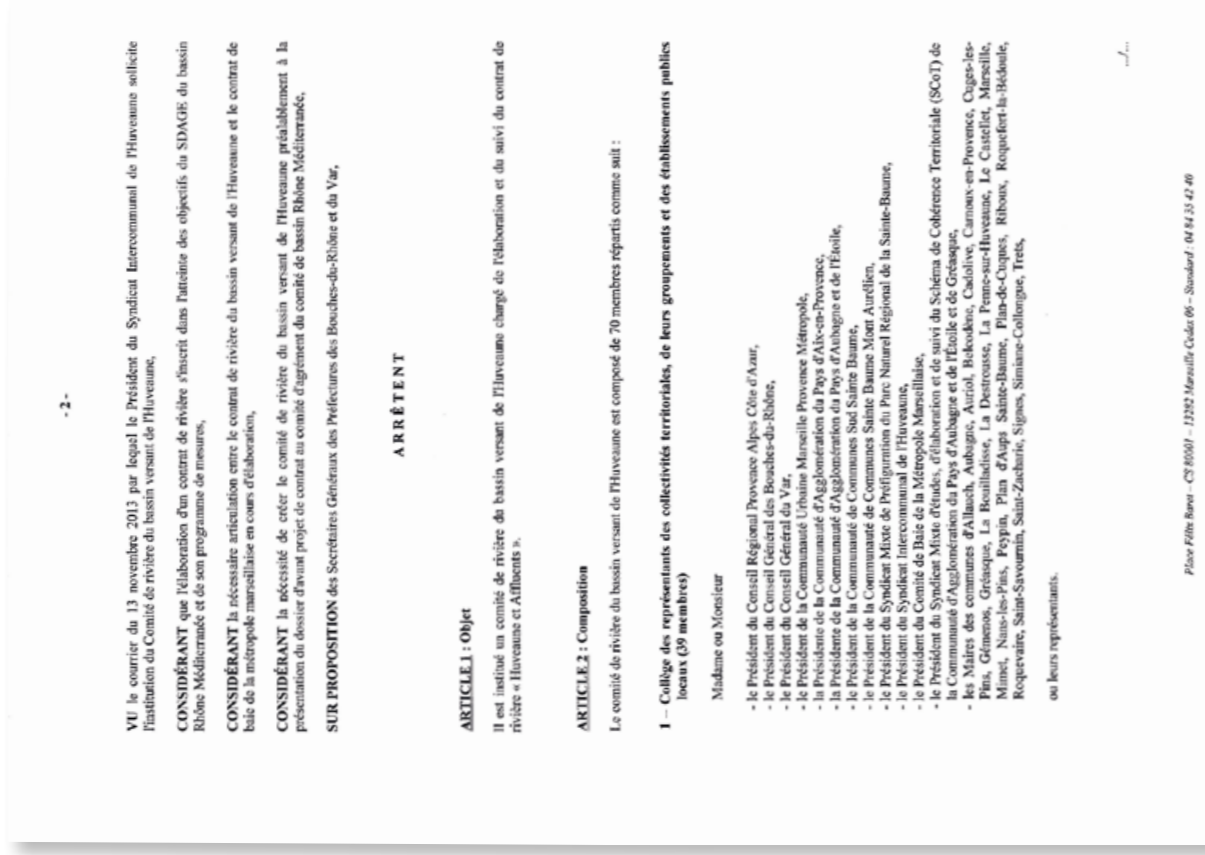 - 2 -
VU le courrier du 13 novembre 2013 par lequel le Président du Syndicat Intercommunal de l'Huveaune sollicite
l'institution du Comité de rivière du bassin versant de l'Huveaune,
CONSIDÉRANT que l'élaboration d'un contrat de rivière s'inscrit dans l'atteinte des objectifs du SDAGE du bassin
Rhône Méditerranée et de son programme de mesures,
CONSIDÉRANT la nécessaire articulation entre le contrat de rivière du bassin versant de l'Huveaune et le contrat de
baie de la métropole marseillaise en cours d'élaboration,
CONSIDÉRANT la nécessité de créer le comité de rivière du bassin versant de l'Huveaune préalablement à la
présentation du dossier d'avant projet de contrat au comité d'agrément du comité de bassin Rhône Méditerranée,
SUR PROPOSITION des Secrétaires Généraux des Préfectures des Bouches-du-Rhône et du Var,
ARRÊTENT
ARTICLE 1 : Objet
Il est institué un comité de rivière du bassin versant de l'Huveaune chargé de l'élaboration et du suivi du contrat de
rivière « Huveaune et Affluents ».
ARTICLE 2 : Composition
Le comité de rivière du bassin versant de l'Huveaune est composé de 70 membres répartis comme suit :
1 – Collège des représentants des collectivités territoriales, de leurs groupements et des établissements publics
locaux (39 membres)
Madame ou Monsieur
- le Président du Conseil Régional Provence Alpes Côte d'Azur,
- le Président du Conseil Général des Bouches-du-Rhône,
- le Président du Conseil Général du Var,
- le Président de la Communauté Urbaine Marseille Provence Métropole,
- la Présidente de la Communauté d'Agglomération du Pays d'Aix-en-Provence,
- la Présidente de la Communauté d'Agglomération du Pays d'Aubagne et de l'Étoile,
- le Président de la Communauté de Communes Sud Sainte Baume,
- le Président de la Communauté de Communes Sainte Baume Mont Aurélien,
- le Président du Syndicat Mixte de Préfiguration du Parc Naturel Régional de la Sainte-Baume,
- le Président du Syndicat Intercommunal de l'Huveaune,
- le Président du Comité de Baie de la Métropole Marseillaise,
- le Président du Syndicat Mixte d'études, d'élaboration et de suivi du Schéma de Cohérence Territoriale (SCoT) de
la Communauté d'Agglomération du Pays d'Aubagne et de l'Étoile et de Gréasque,
- les Maires des communes d'Allauch, Aubagne, Auriol, Belcodène, Cadolive, Carnoux-en-Provence, Cuges-les-
Pins, Gémenos, Gréasque, La Bouilladisse, La Destrousse, La Penne-sur-Huveaune, Le Castellet, Marseille,
Mimet, Nans-les-Pins, Peypin, Plan d'Aups Sainte-Baume, Plan-de-Cuques, Riboux, Roquefort-la-Bédoule,
Roquevaire, Saint-Savournin, Saint-Zacharie, Signes, Simiane-Collongue, Trets,
ou leurs représentants.
.../...
Place Félix Baret – CS 80001 – 13282 Marseille Cedex 06 – Standard : 04 84 35 42 40